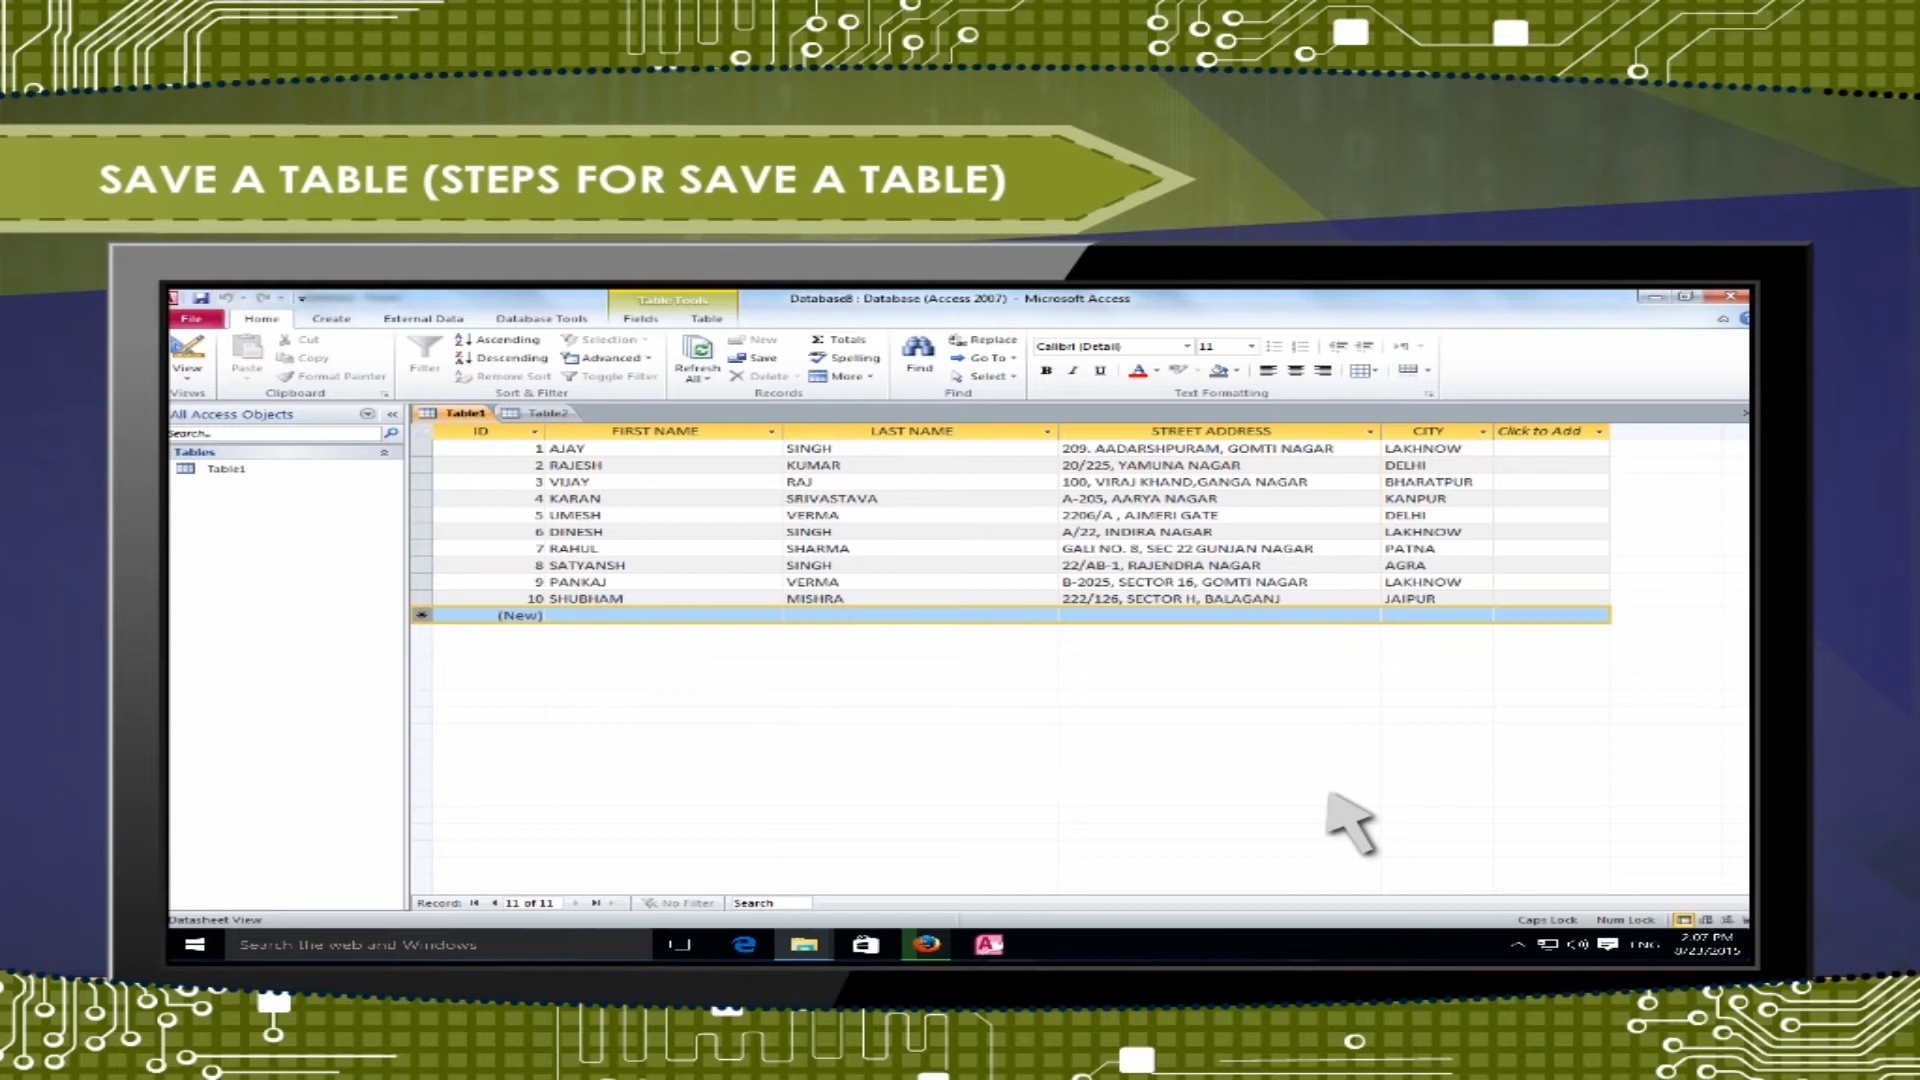 SAVE A TABLE (STEPS FOR SAVE A TABLE)
Table Tools
Database8 : Database (Access 2007) - Microsoft Access
File Home Create External Data Database Tools Fields Table
View
Views
Paste
Cut
Copy
Format Painter
Clipboard
Filter
Ascending
Descending
Remove Sort
Selection
Advanced
Toggle Filter
Sort & Filter
Refresh
All
New
Save
Delete
Totals
Spelling
More
Records
Find
Replace
Go To
Select
Find
Calibri (Detail) 11
B I U A
Text Formatting
All Access Objects
Search..
Tables
Table1
Table1 Table2
ID FIRST NAME LAST NAME STREET ADDRESS CITY Click to Add
1 AJAY SINGH 209. AADARSHPURAM, GOMTI NAGAR LAKHNOW
2 RAJESH KUMAR 20/225, YAMUNA NAGAR DELHI
3 VIJAY RAJ 100, VIRAJ KHAND,GANGA NAGAR BHARATPUR
4 KARAN SRIVASTAVA A-205, AARYA NAGAR KANPUR
5 UMESH VERMA 2206/A , AJMERI GATE DELHI
6 DINESH SINGH A/22, INDIRA NAGAR LAKHNOW
7 RAHUL SHARMA GALI NO. 8, SEC 22 GUNJAN NAGAR PATNA
8 SATYANSH SINGH 22/AB-1, RAJENDRA NAGAR AGRA
9 PANKAJ VERMA B-2025, SECTOR 16, GOMTI NAGAR LAKHNOW
10 SHUBHAM MISHRA 222/126, SECTOR H, BALAGANJ JAIPUR
(New)
Record: 11 of 11 No Filter Search
Datasheet View Caps Lock Num Lock
Search the web and Windows
ENG
2:07 PM
8/23/2015